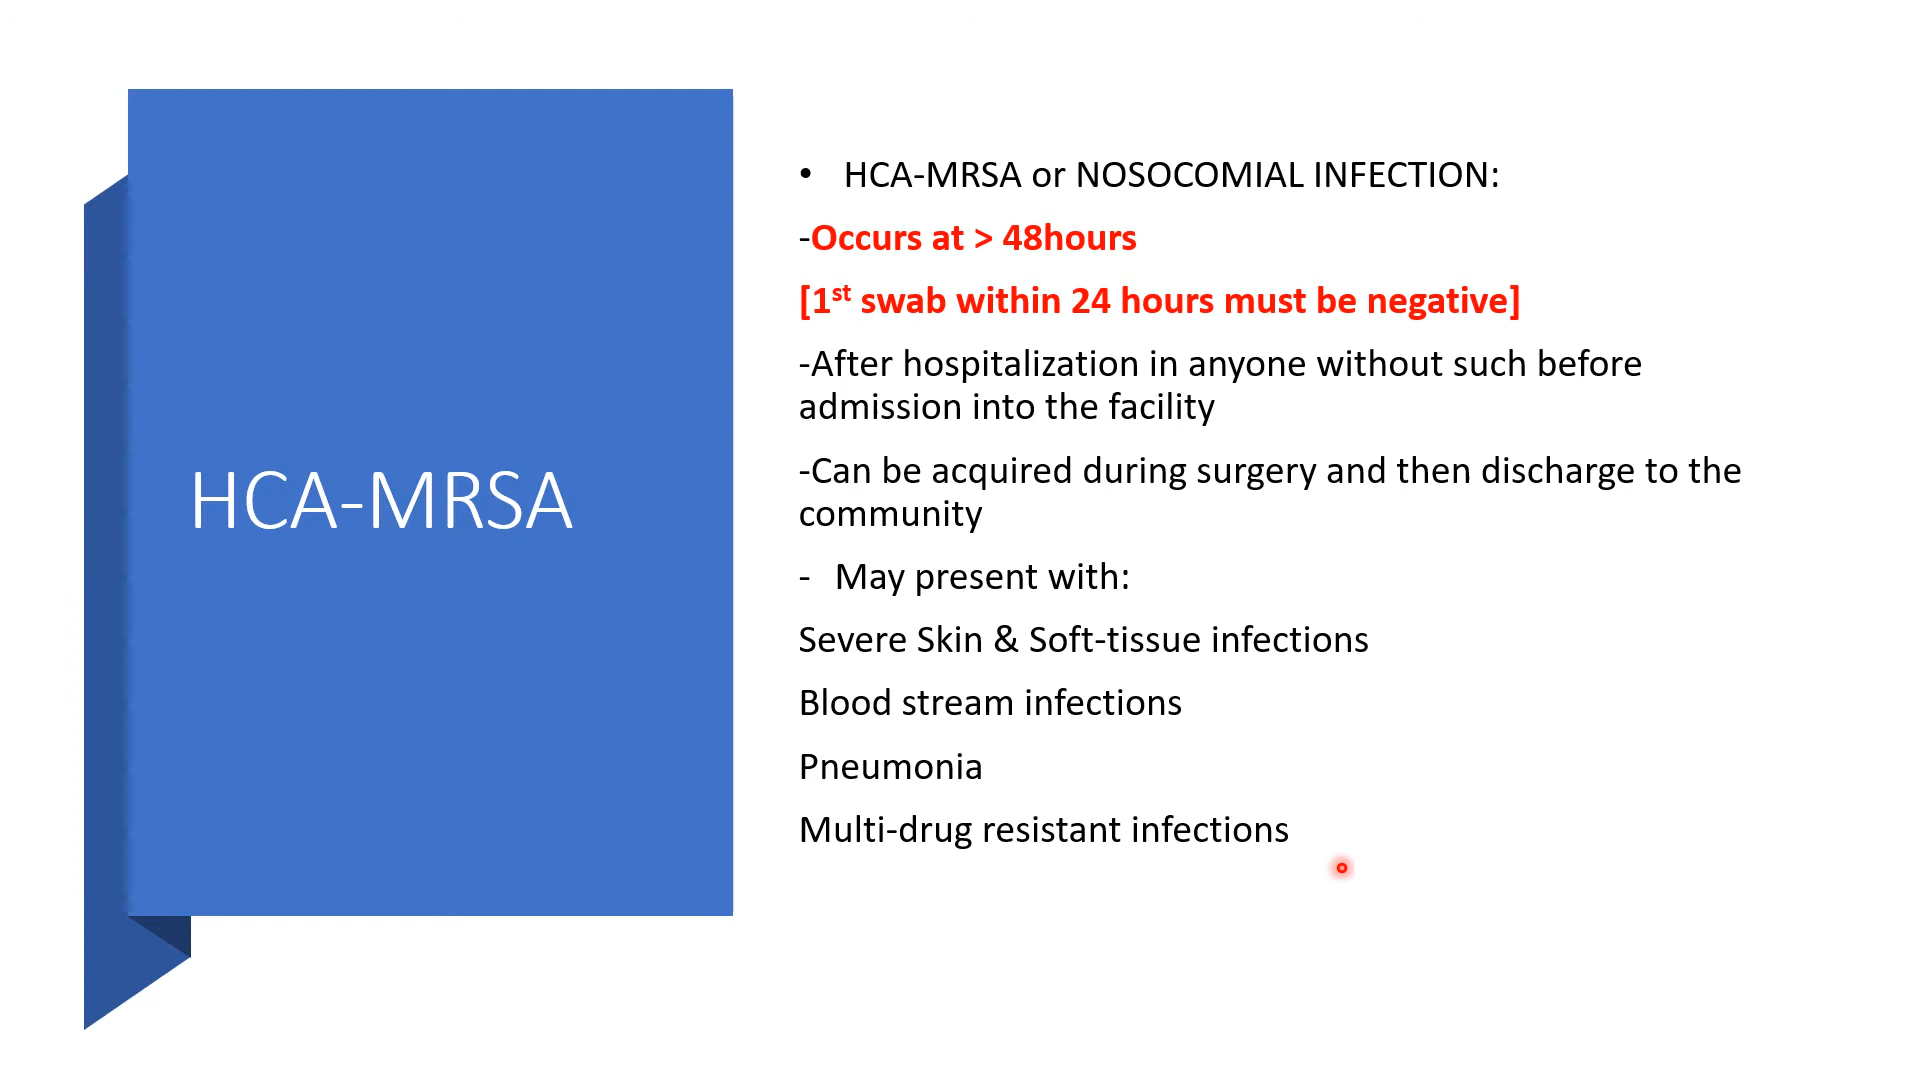 HCA-MRSA
• HCA-MRSA or NOSOCOMIAL INFECTION:
-Occurs at > 48hours
[1st swab within 24 hours must be negative]
-After hospitalization in anyone without such before
admission into the facility
-Can be acquired during surgery and then discharge to the
community
- May present with:
Severe Skin & Soft-tissue infections
Blood stream infections
Pneumonia
Multi-drug resistant infections